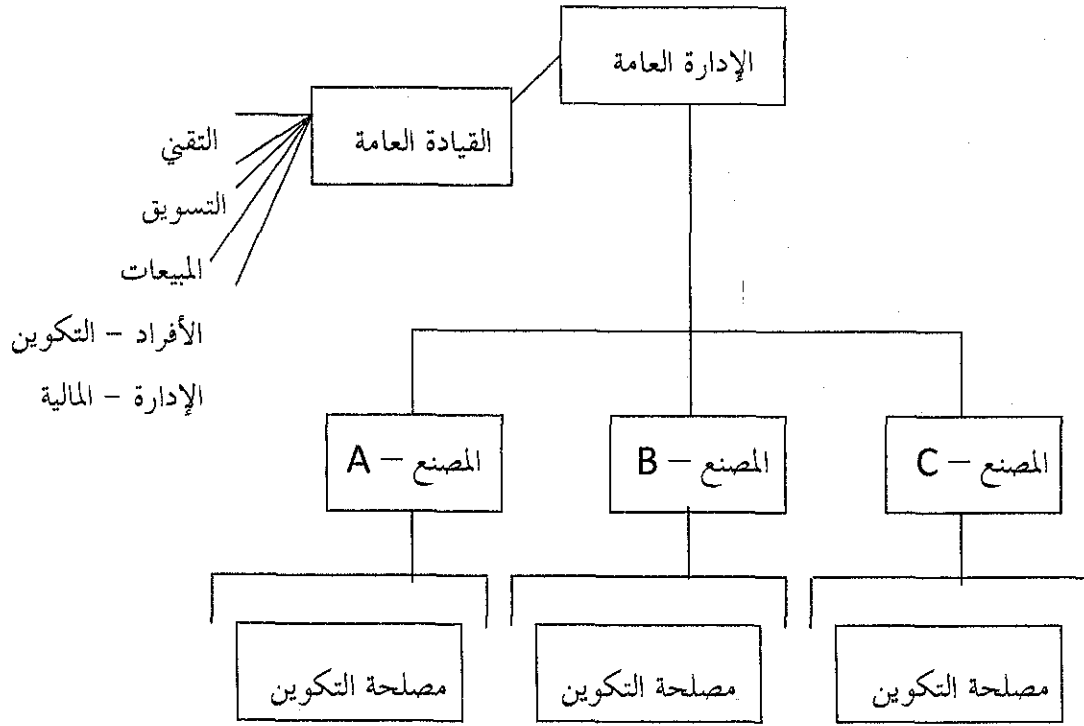 الإدارة العامة
القيادة العامة
التقني
التسويق
المبيعات
الأفراد – التكوين
الإدارة – المالية
المصنع – C
المصنع – B
المصنع – A
مصلحة التكوين
مصلحة التكوين
مصلحة التكوين